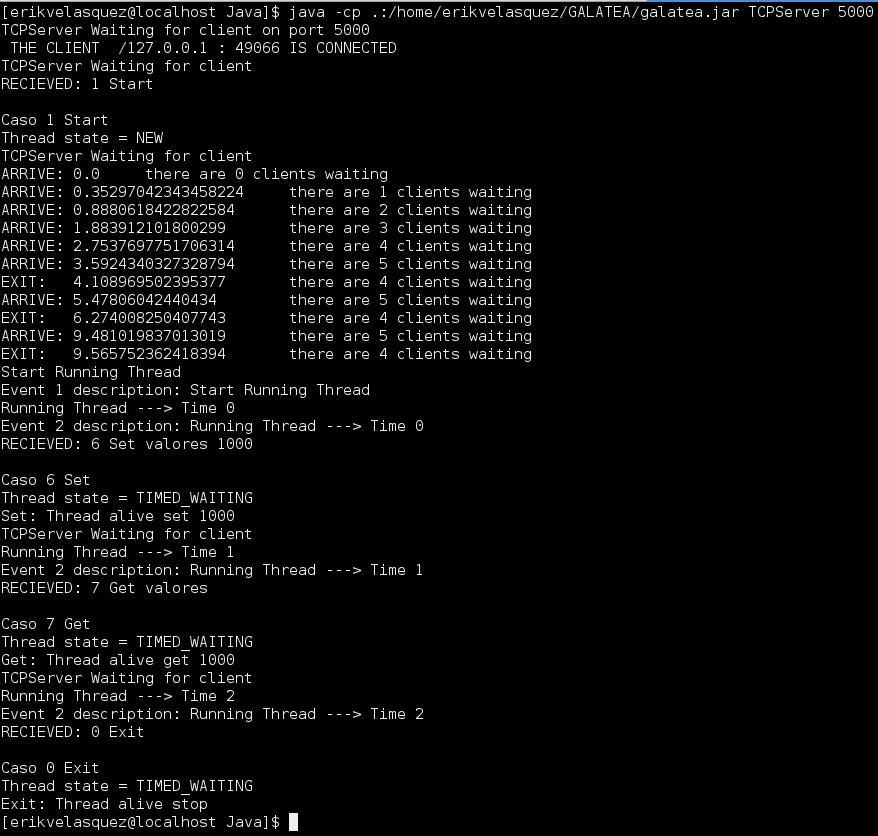 [erikvelasquez@localhost Java]$ java -cp .:/home/erikvelasquez/GALATEA/galatea.jar TCPServer 5000
TCPServer Waiting for client on port 5000
 THE CLIENT  /127.0.0.1 : 49066 IS CONNECTED
TCPServer Waiting for client
RECIEVED: 1 Start

Caso 1 Start
Thread state = NEW
TCPServer Waiting for client
ARRIVE: 0.0     there are 0 clients waiting
ARRIVE: 0.35297042343458224     there are 1 clients waiting
ARRIVE: 0.8880618422822584      there are 2 clients waiting
ARRIVE: 1.883912101800299       there are 3 clients waiting
ARRIVE: 2.7537697751706314      there are 4 clients waiting
ARRIVE: 3.5924340327328794      there are 5 clients waiting
EXIT:   4.108969502395377       there are 4 clients waiting
ARRIVE: 5.47806042440434        there are 5 clients waiting
EXIT:   6.274008250407743       there are 4 clients waiting
ARRIVE: 9.481019837013019       there are 5 clients waiting
EXIT:   9.565752362418394       there are 4 clients waiting
Start Running Thread
Event 1 description: Start Running Thread
Running Thread ---> Time 0
Event 2 description: Running Thread ---> Time 0
RECIEVED: 6 Set valores 1000

Caso 6 Set
Thread state = TIMED_WAITING
Set: Thread alive set 1000
TCPServer Waiting for client
Running Thread ---> Time 1
Event 2 description: Running Thread ---> Time 1
RECIEVED: 7 Get valores

Caso 7 Get
Thread state = TIMED_WAITING
Get: Thread alive get 1000
TCPServer Waiting for client
Running Thread ---> Time 2
Event 2 description: Running Thread ---> Time 2
RECIEVED: 0 Exit

Caso 0 Exit
Thread state = TIMED_WAITING
Exit: Thread alive stop
[erikvelasquez@localhost Java]$